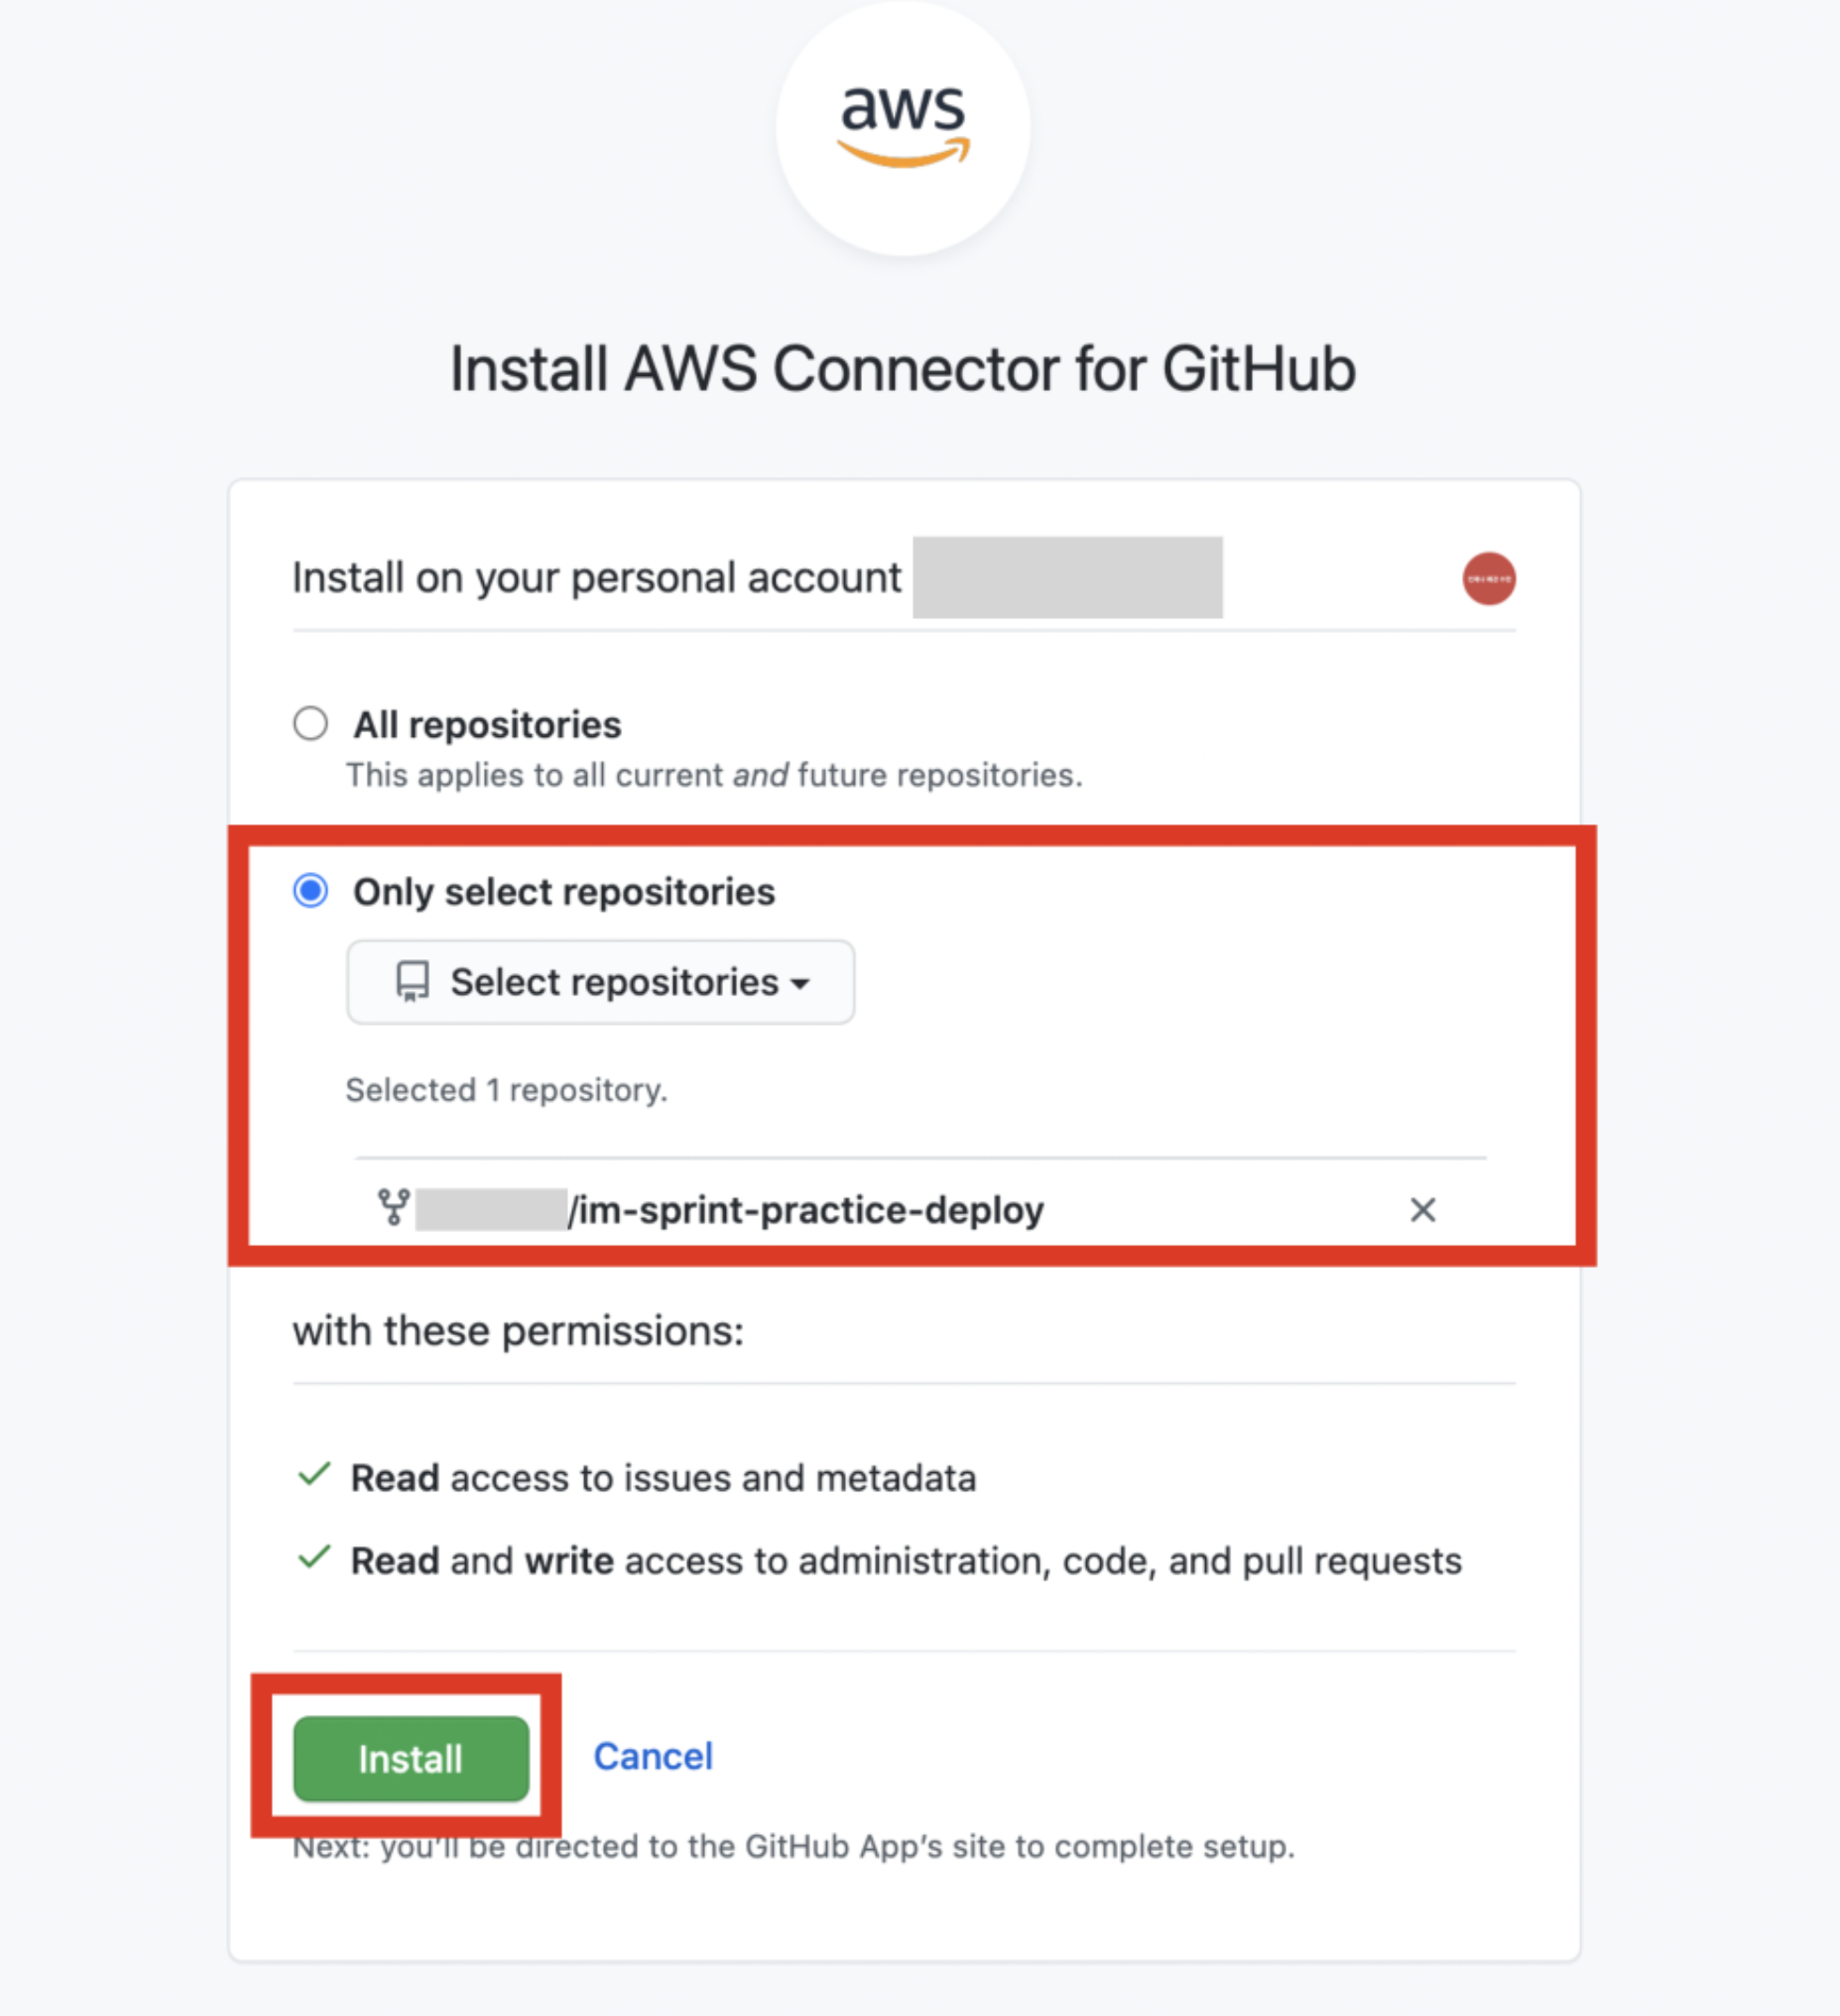 aws
Install AWS Connector for GitHub
Install on your personal account
All repositories
This applies to all current and future repositories.
Only select repositories
Select repositories
Selected 1 repository.
/im-sprint-practice-deploy
with these permissions:
Read access to issues and metadata
Read and write access to administration, code, and pull requests
Install
Cancel
Next: you'll be directed to the GitHub App's site to complete setup.